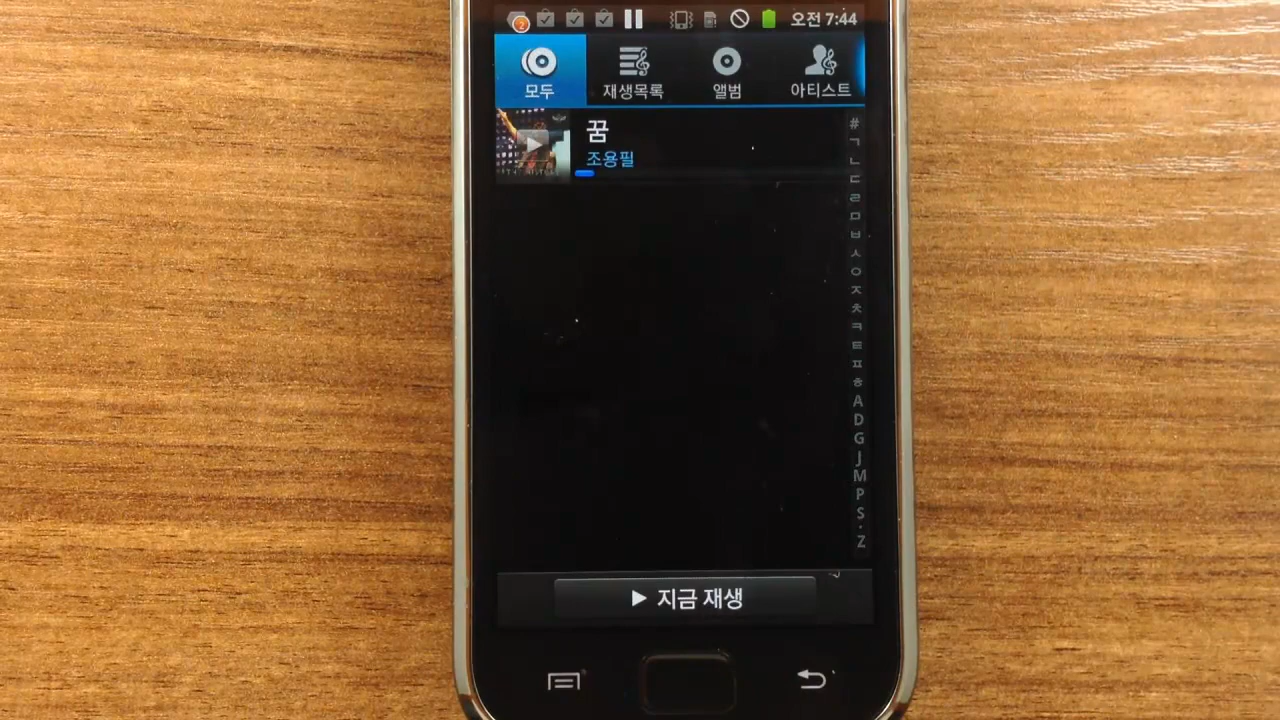 2
오전 7:44
모두
재생목록
앨범
아티스트
꿈
조용필
#
ㄱ
ㄴ
ㄷ
ㄹ
ㅁ
ㅂ
ㅅ
ㅇ
ㅈ
ㅊ
ㅋ
ㅌ
ㅍ
ㅎ
A
D
G
J
M
P
S
.
Z
▶ 지금 재생